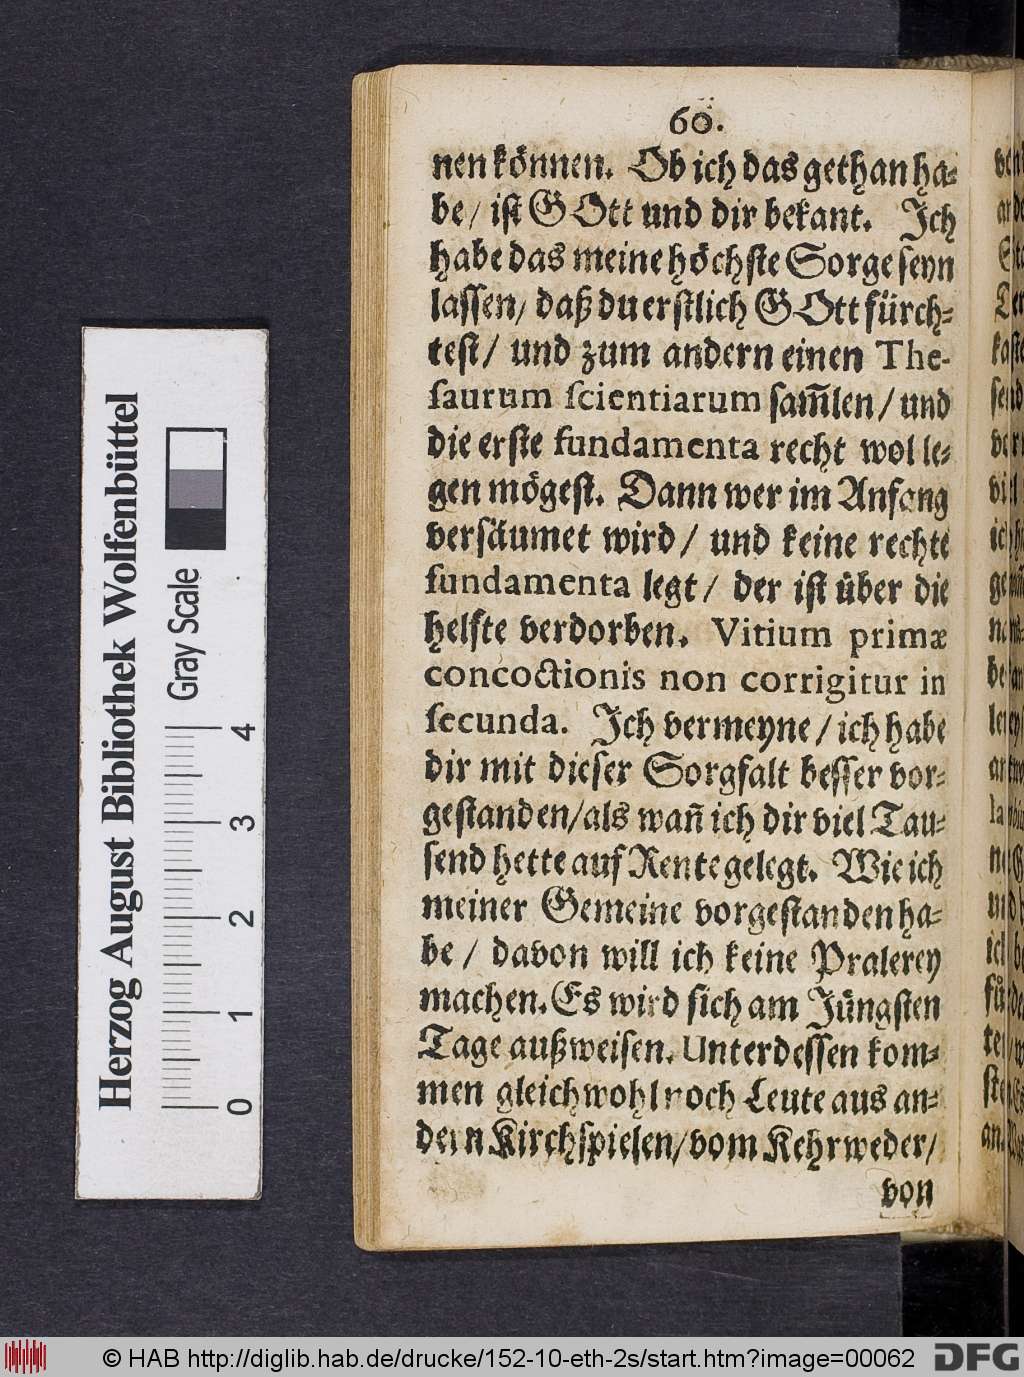 60.
nen können. Ob ich das gethan ha-
be/ ist GOtt und dir bekant. Ich
habe das meine höchste Sorge seyn
lassen/ daß du erstlich GOtt fürch-
test/ und zum andern einen The-
saurum scientiarum sam̃len/ und
die erste fundamenta recht wol le-
gen mögest. Dann wer im Anfang
versäumet wird/ und keine rechte
fundamenta legt/ der ist über die
helfte verdorben. Vitium primæ
concoctionis non corrigitur in
secunda. Ich vermeyne/ ich habe
dir mit dieser Sorgfalt besser vor-
gestanden/als wañ ich dir viel Tau-
send hette auf Rente gelegt. Wie ich
meiner Gemeine vorgestanden ha-
be/ davon will ich keine Pralerey
machen. Es wird sich am Jüngsten
Tage außweisen. Unterdessen kom-
men gleichwohl noch Leute aus an-
dern Kirchspielen/vom Kehrweder/
von
Herzog August Bibliothek Wolfenbüttel
Gray Scale
0 1 2 3 4
© HAB http://diglib.hab.de/drucke/152-10-eth-2s/start.htm?image=00062
DFG